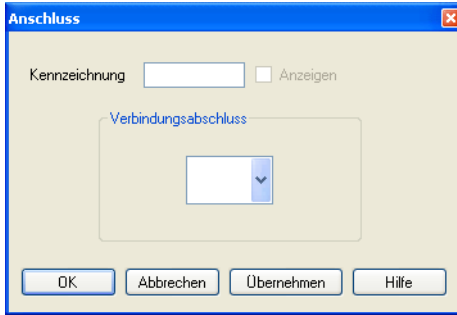 Anschluss
Kennzeichnung Anzeigen
Verbindungsabschluss
OK Abbrechen Übernehmen Hilfe